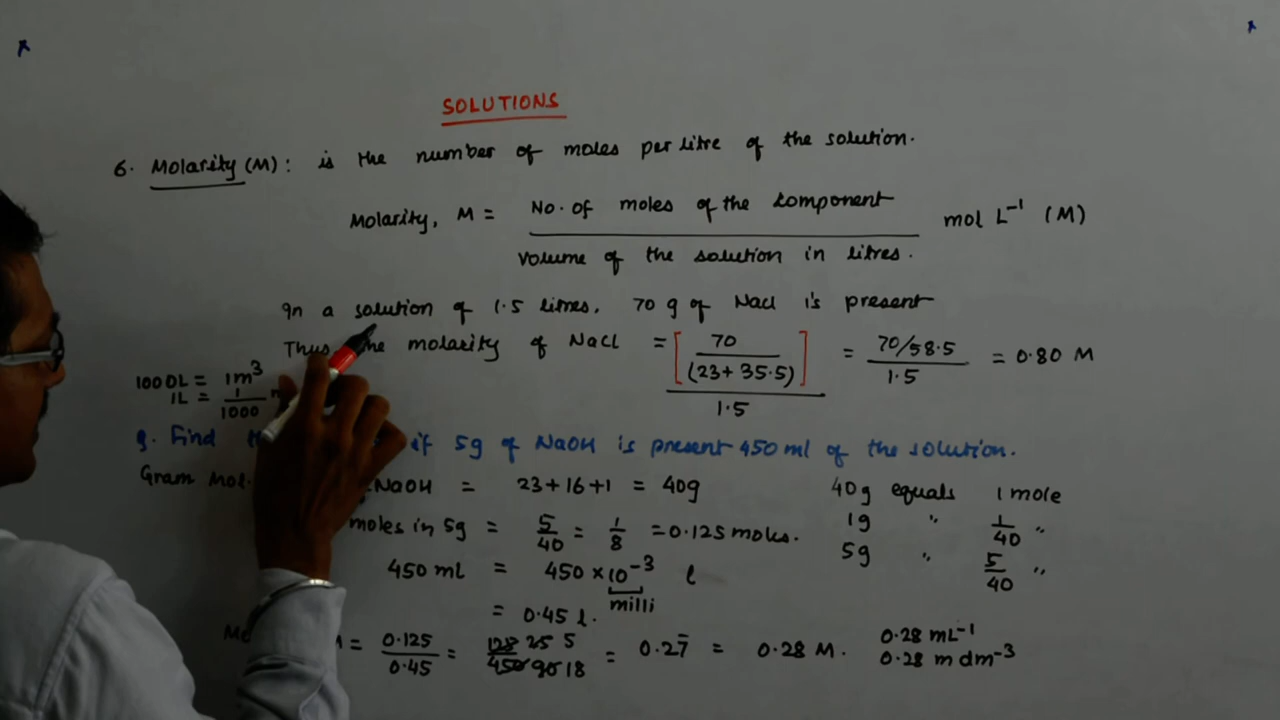 SOLUTIONS
6. Molarity (M): is the number of moles per litre of the solution.
Molarity, M = No. of moles of the component / volume of the solution in litres. mol L⁻¹ (M)
In a solution of 1.5 litres, 70 g of Nacl is present
Thus the molarity of NaCl = [70 / (23+35.5)] / 1.5 = 70/58.5 / 1.5 = 0.80 M
1000L = 1m³
1L = 1/1000
Q. Find if 5g of NaOH is present 450 ml of the solution.
Gram Mol. NaOH = 23+16+1 = 40g
40g equals 1 mole
1g " 1/40 "
5g " 5/40 "
moles in 5g = 5/40 = 1/8 = 0.125 moles.
450 ml = 450 × 10⁻³ l
milli
= 0.45 l.
= 0.125/0.45 = 25 5 / 450 90 18 = 0.27̄ = 0.28 M.
0.28 mL⁻¹
0.28 m dm⁻³